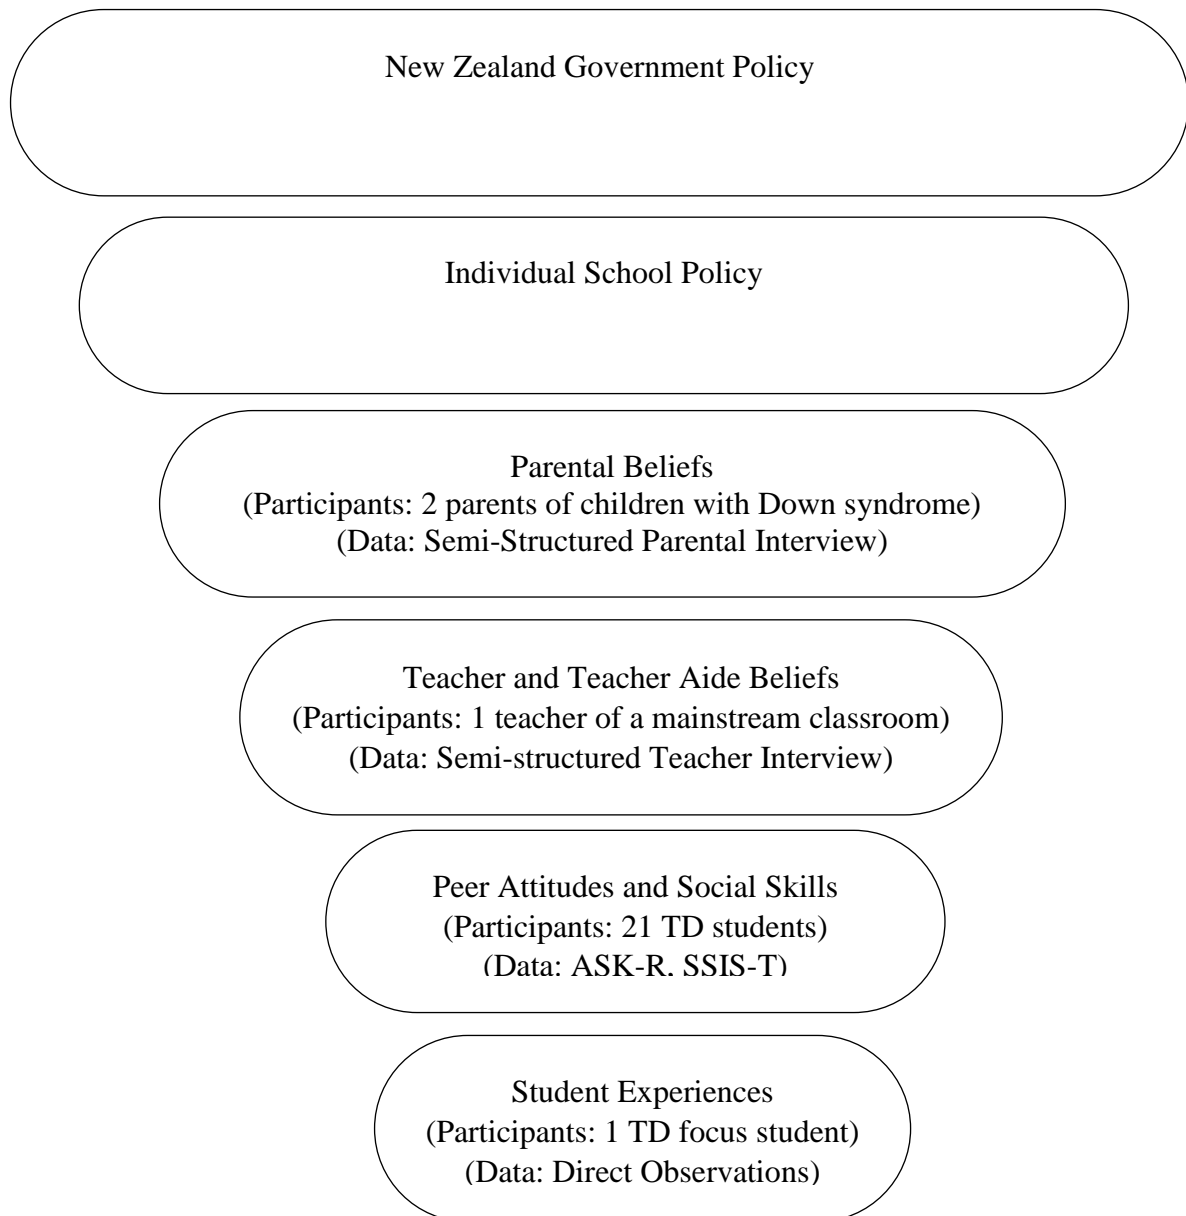 New Zealand Government Policy
Individual School Policy
Parental Beliefs
(Participants: 2 parents of children with Down syndrome)
(Data: Semi-Structured Parental Interview)
Teacher and Teacher Aide Beliefs
(Participants: 1 teacher of a mainstream classroom)
(Data: Semi-structured Teacher Interview)
Peer Attitudes and Social Skills
(Participants: 21 TD students)
(Data: ASK-R, SSIS-T)
Student Experiences
(Participants: 1 TD focus student)
(Data: Direct Observations)